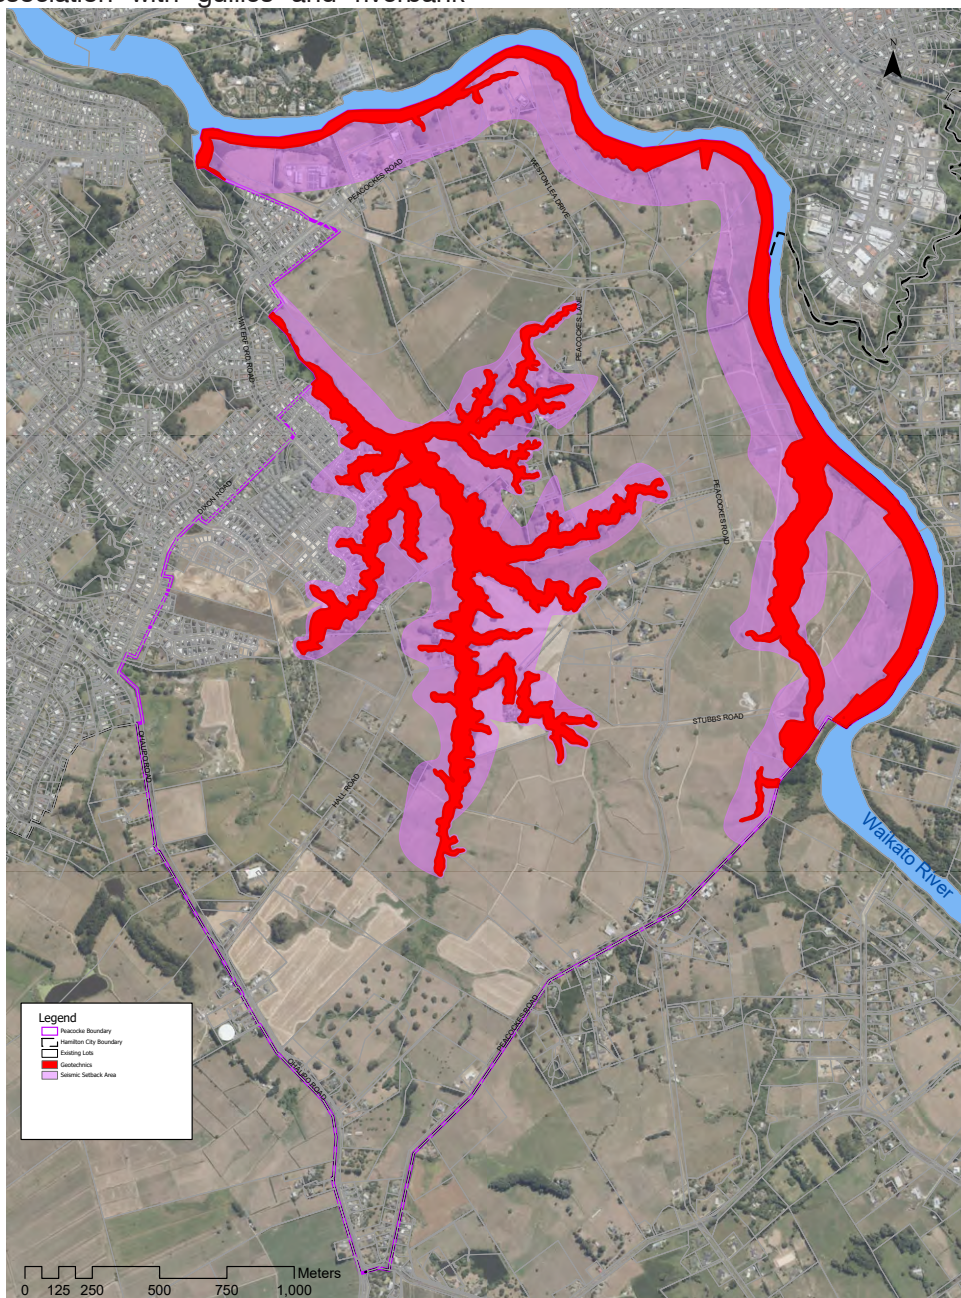 ssociation with gullies and riverbank
N
PEACOCKES ROAD
WESTON LEA DRIVE
WATERFORD ROAD
PEACOCKES LANE
DIXON ROAD
PEACOCKES ROAD
STUBBS ROAD
OHAUPO ROAD
HALL ROAD
Waikato River
PEACOCKES ROAD
OHAUPO ROAD
Legend
Peacocke Boundary
Hamilton City Boundary
Existing Lots
Geotechnics
Seismic Setback Area
Meters
0 125 250 500 750 1,000